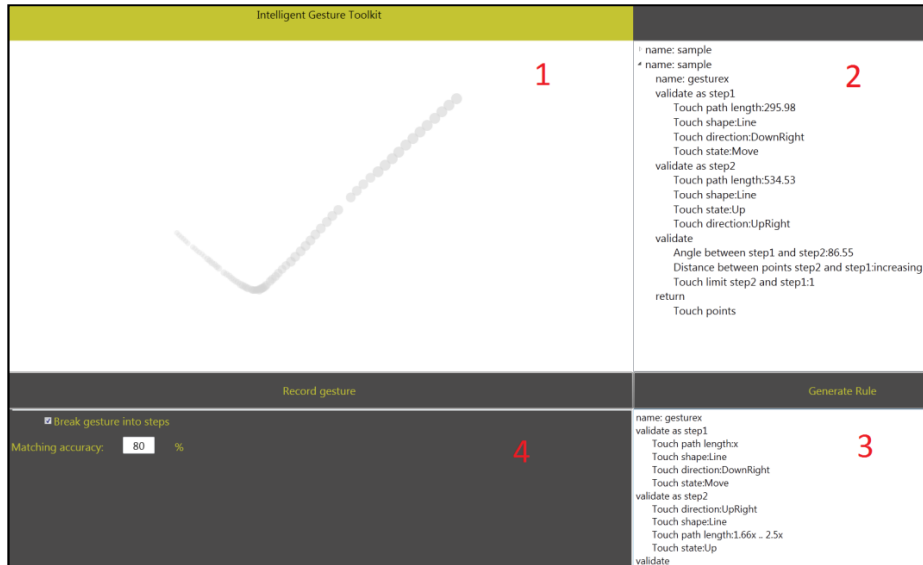 Intelligent Gesture Toolkit
1
name: sample
name: sample
2
name: gesturex
validate as step1
Touch path length:295.98
Touch shape:Line
Touch direction:DownRight
Touch state:Move
validate as step2
Touch path length:534.53
Touch shape:Line
Touch state:Up
Touch direction:UpRight
validate
Angle between step1 and step2:86.55
Distance between points step2 and step1:increasing
Touch limit step2 and step1:1
return
Touch points
Record gesture
Generate Rule
Break gesture into steps
Matching accuracy: 80 %
4
name: gesturex
validate as step1
Touch path length:x
Touch shape:Line
Touch direction:DownRight
Touch state:Move
3
validate as step2
Touch direction:UpRight
Touch shape:Line
Touch path length:1.66x .. 2.5x
Touch state:Up
validate